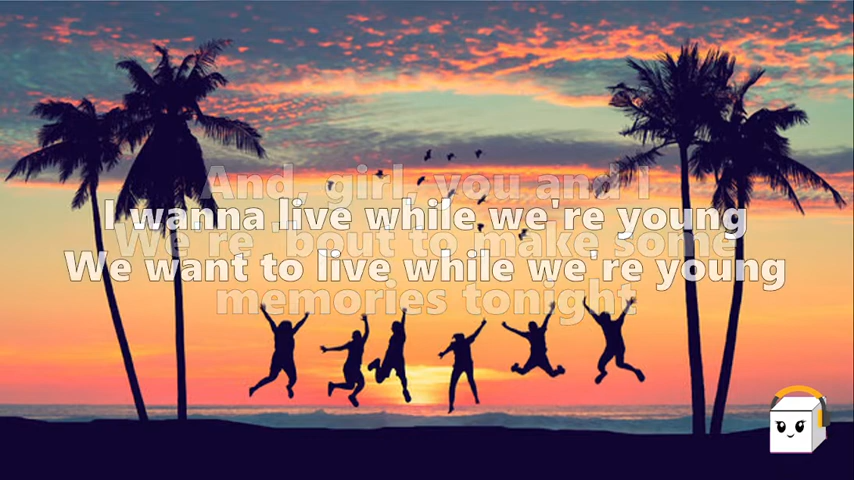 And, girl, you and I
I wanna live while we're young
We're 'bout to make some
We want to live while we're young
memories tonight